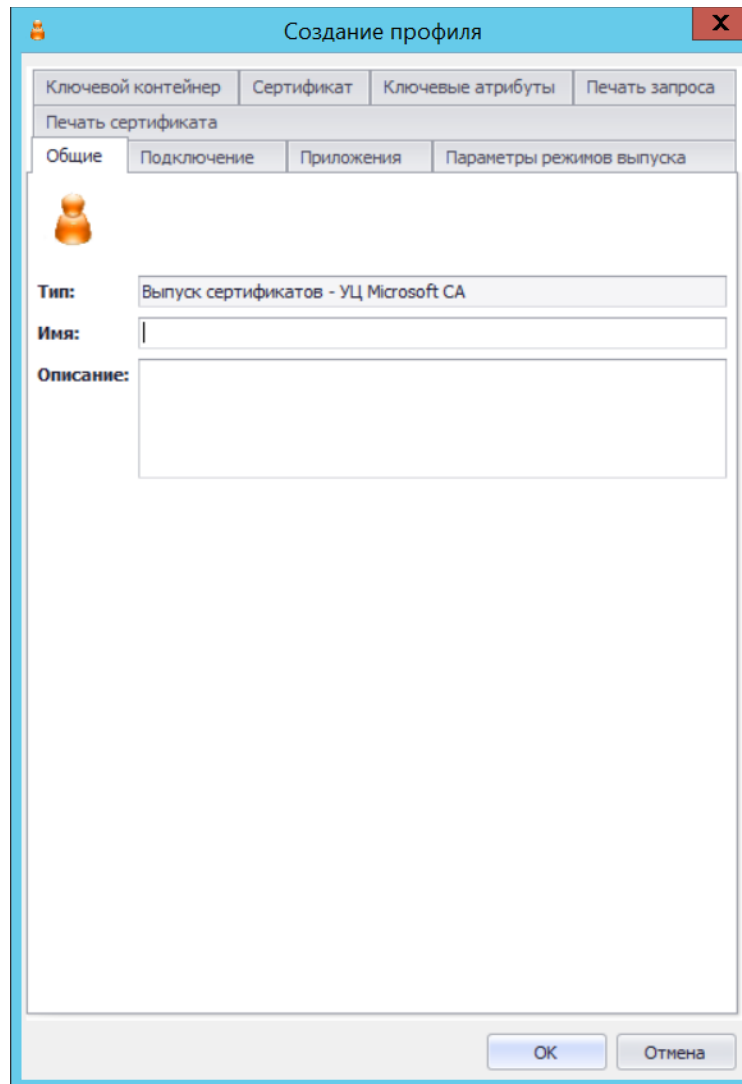 Создание профиля
X
Ключевой контейнер Сертификат Ключевые атрибуты Печать запроса
Печать сертификата
Общие Подключение Приложения Параметры режимов выпуска
Тип: Выпуск сертификатов - УЦ Microsoft CA
Имя:
Описание:
OK Отмена